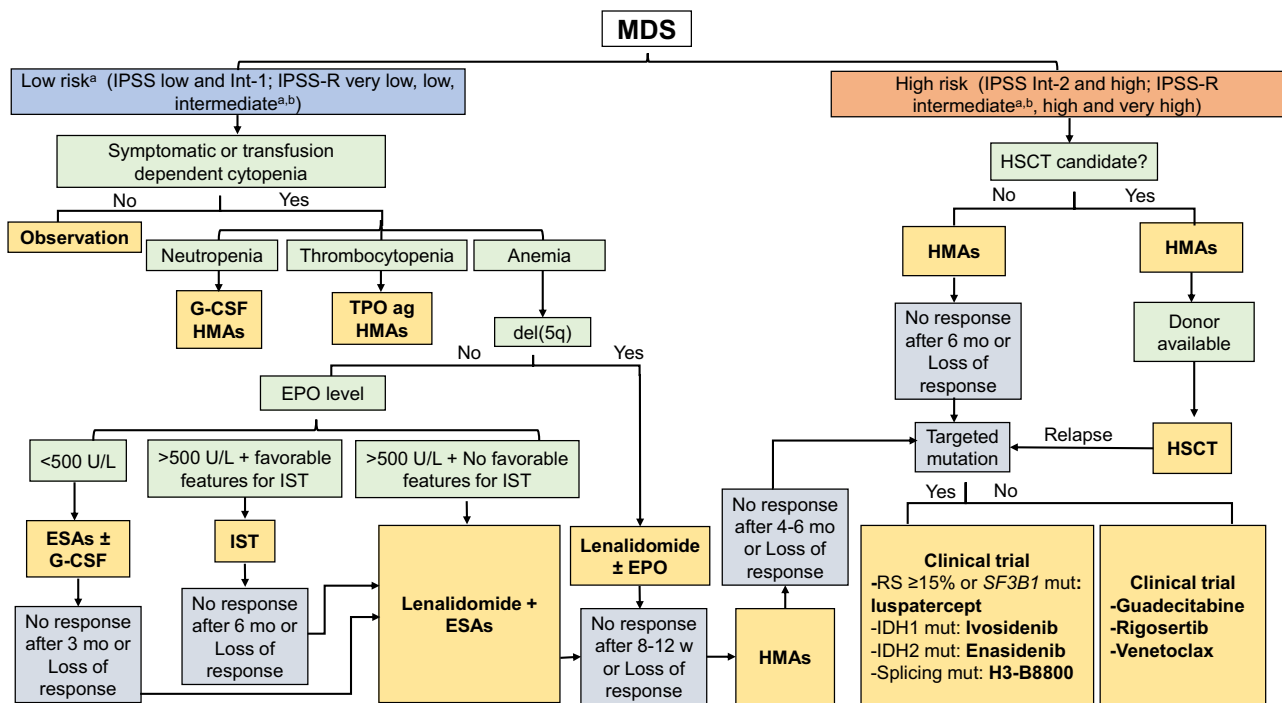 MDS
Low riskᵃ (IPSS low and Int-1; IPSS-R very low, low,
intermediateᵃ,ᵇ)
High risk (IPSS Int-2 and high; IPSS-R
intermediateᵃ,ᵇ, high and very high)
Symptomatic or transfusion
dependent cytopenia
HSCT candidate?
No
Yes
No
Yes
Observation
Neutropenia
Thrombocytopenia
Anemia
HMAs
HMAs
G-CSF
HMAs
TPO ag
HMAs
del(5q)
No response
after 6 mo or
Loss of
response
Donor
available
No
Yes
EPO level
<500 U/L
>500 U/L + favorable
features for IST
>500 U/L + No favorable
features for IST
Targeted
mutation
Relapse
HSCT
Yes
No
ESAs ±
G-CSF
IST
Lenalidomide +
ESAs
Lenalidomide
± EPO
No response
after 4-6 mo
or Loss of
response
No response
after 3 mo or
Loss of
response
No response
after 6 mo or
Loss of
response
No response
after 8-12 w
or Loss of
response
HMAs
Clinical trial
-RS ≥15% or SF3B1 mut:
luspatercept
-IDH1 mut: Ivosidenib
-IDH2 mut: Enasidenib
-Splicing mut: H3-B8800
Clinical trial
-Guadecitabine
-Rigosertib
-Venetoclax